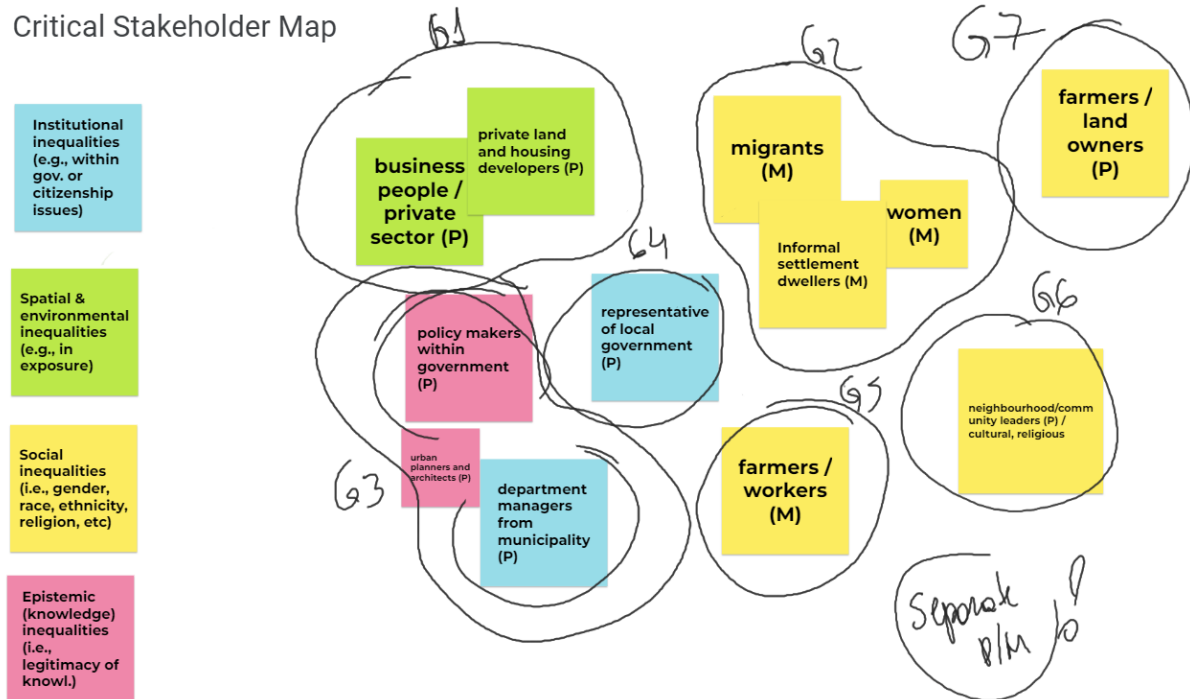 Critical Stakeholder Map
Institutional
inequalities
(e.g., within
gov. or
citizenship
issues)
Spatial &
environmental
inequalities
(e.g., in
exposure)
Social
inequalities
(i.e., gender,
race, ethnicity,
religion, etc)
Epistemic
(knowledge)
inequalities
(i.e.,
legitimacy of
knowl.)
G1
business
people /
private
sector (P)
private land
and housing
developers (P)
G2
migrants
(M)
women
(M)
Informal
settlement
dwellers (M)
G7
farmers /
land
owners
(P)
G3
policy makers
within
government
(P)
urban
planners and
architects (P)
department
managers
from
municipality
(P)
G4
representative
of local
government
(P)
G5
farmers /
workers
(M)
G6
neighbourhood/comm
unity leaders (P) /
cultural, religious
Separate
P/M !